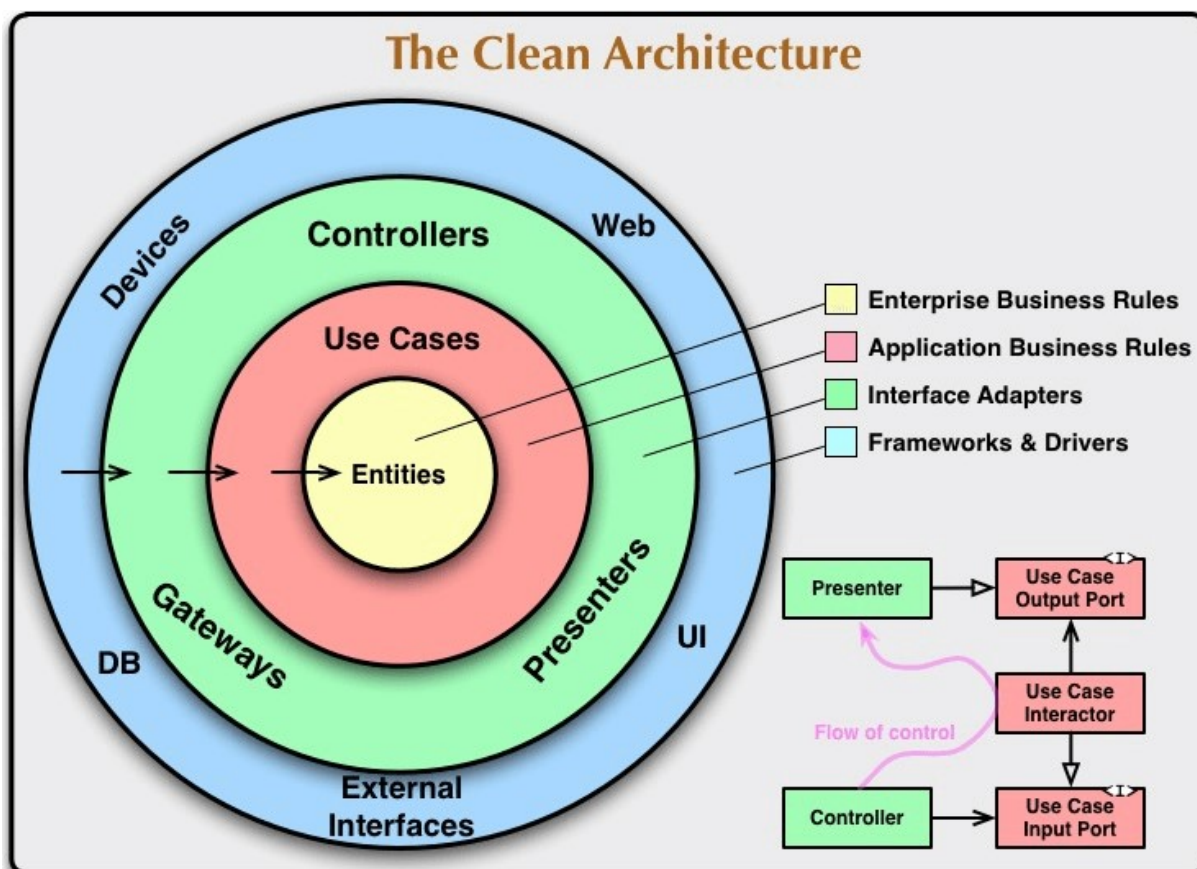 The Clean Architecture
Devices
Controllers
Web
Use Cases
Entities
Gateways
Presenters
DB
UI
External
Interfaces
Enterprise Business Rules
Application Business Rules
Interface Adapters
Frameworks & Drivers
Presenter
<I>
Use Case
Output Port
Use Case
Interactor
Flow of control
Controller
<I>
Use Case
Input Port